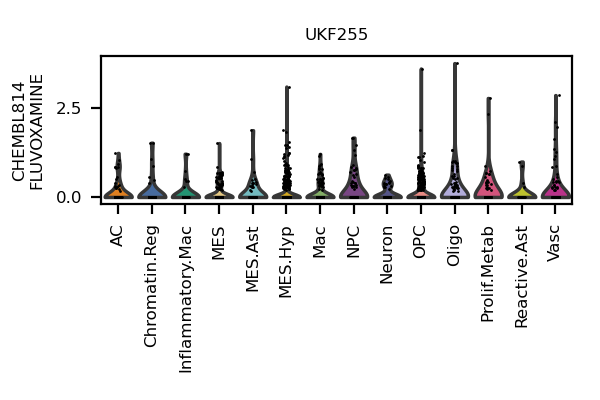 UKF255
CHEMBL814
FLUVOXAMINE
2.5
0.0
AC
Chromatin.Reg
Inflammatory.Mac
MES
MES.Ast
MES.Hyp
Mac
NPC
Neuron
OPC
Oligo
Prolif.Metab
Reactive.Ast
Vasc